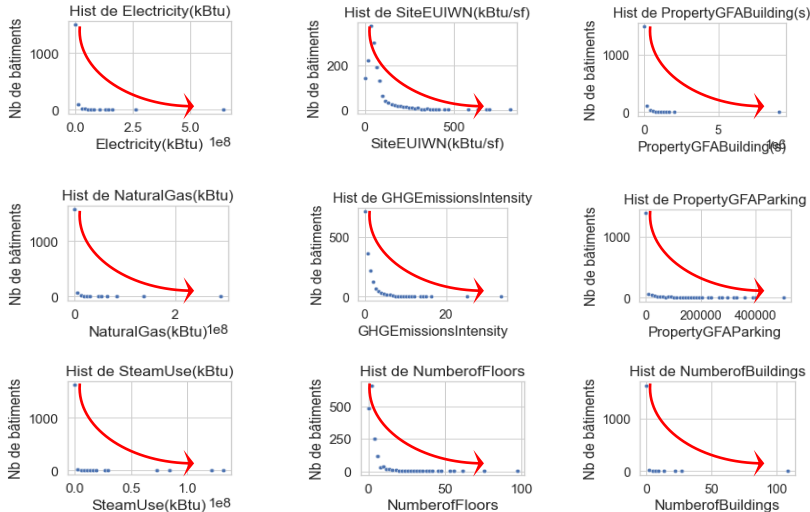 Hist de Electricity(kBtu)
Nb de bâtiments
1000
0
0.0 2.5 5.0
1e8
Electricity(kBtu)
Hist de SiteEUIWN(kBtu/sf)
Nb de bâtiments
200
0
0 500
SiteEUIWN(kBtu/sf)
Hist de PropertyGFABuilding(s)
Nb de bâtiments
1000
0
0 5
1e6
PropertyGFABuilding(s)
Hist de NaturalGas(kBtu)
Nb de bâtiments
1000
0
0 2
1e8
NaturalGas(kBtu)
Hist de GHGEmissionsIntensity
Nb de bâtiments
500
0
0 20
GHGEmissionsIntensity
Hist de PropertyGFAParking
Nb de bâtiments
1000
0
0 200000 400000
PropertyGFAParking
Hist de SteamUse(kBtu)
Nb de bâtiments
1000
0
0.0 0.5 1.0
1e8
SteamUse(kBtu)
Hist de NumberofFloors
Nb de bâtiments
500
250
0
0 50 100
NumberofFloors
Hist de NumberofBuildings
Nb de bâtiments
1000
0
0 50 100
NumberofBuildings